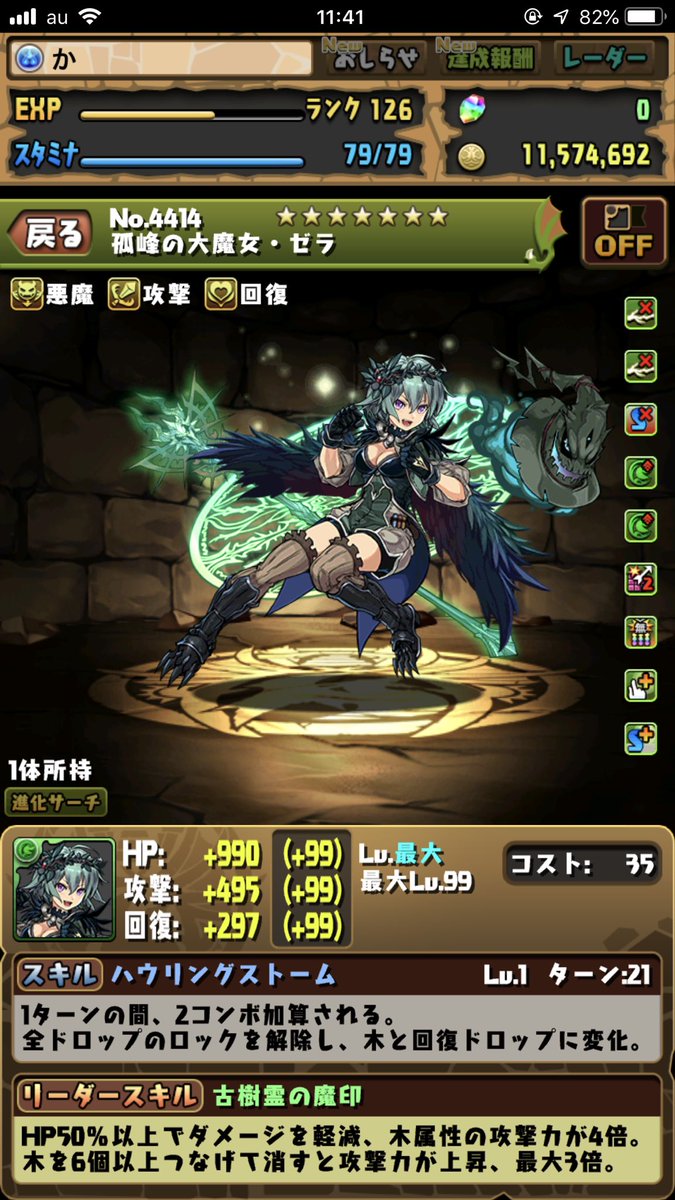 au 11:41 82%
か New おしらせ New 達成報酬 レーダー
EXP ランク 126 0
スタミナ 79/79 11,574,692
戻る No.4414 ★★★★★★★ OFF
孤峰の大魔女・ゼラ
悪魔 攻撃 回復
2
無
1体所持
進化サーチ
HP: +990 (+99) Lv.最大 コスト: 35
攻撃: +495 (+99) 最大Lv.99
回復: +297 (+99)
スキル ハウリングストーム Lv.1 ターン:21
1ターンの間、2コンボ加算される。
全ドロップのロックを解除し、木と回復ドロップに変化。
リーダースキル 古樹霊の魔印
HP50%以上でダメージを軽減、木属性の攻撃力が4倍。
木を6個以上つなげて消すと攻撃力が上昇、最大3倍。